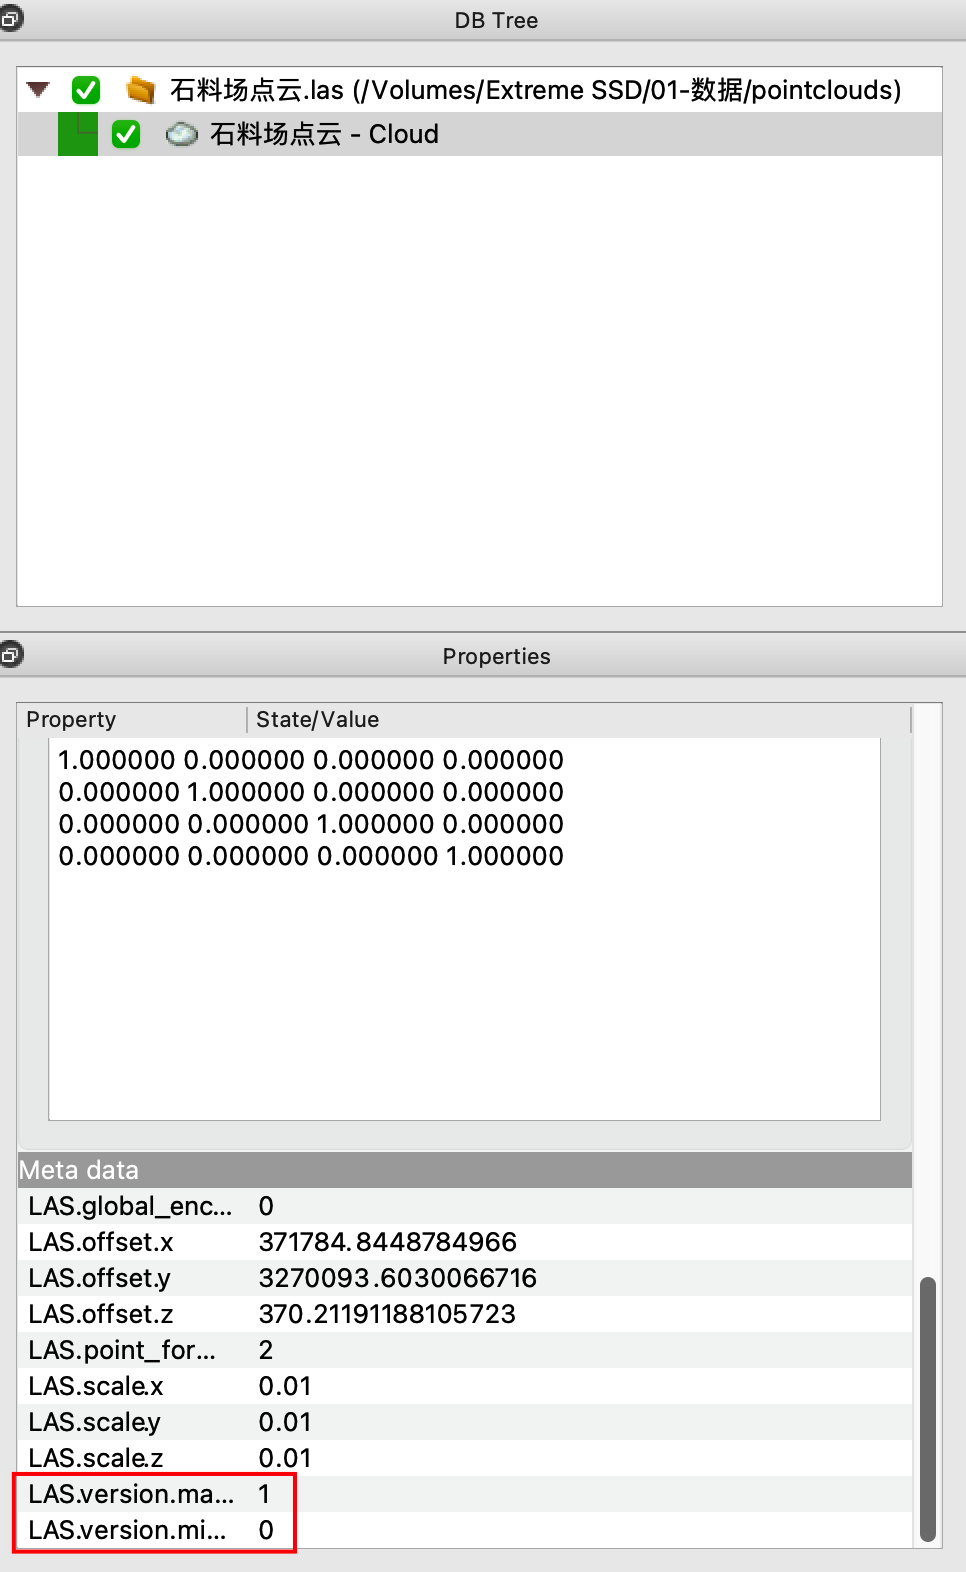 DB Tree
石料场点云.las (/Volumes/Extreme SSD/01-数据/pointclouds)
石料场点云 - Cloud
Properties
Property State/Value
1.000000 0.000000 0.000000 0.000000
0.000000 1.000000 0.000000 0.000000
0.000000 0.000000 1.000000 0.000000
0.000000 0.000000 0.000000 1.000000
Meta data
LAS.global_enc... 0
LAS.offset.x 371784.8448784966
LAS.offset.y 3270093.6030066716
LAS.offset.z 370.21191188105723
LAS.point_for... 2
LAS.scale.x 0.01
LAS.scale.y 0.01
LAS.scale.z 0.01
LAS.version.ma... 1
LAS.version.mi... 0